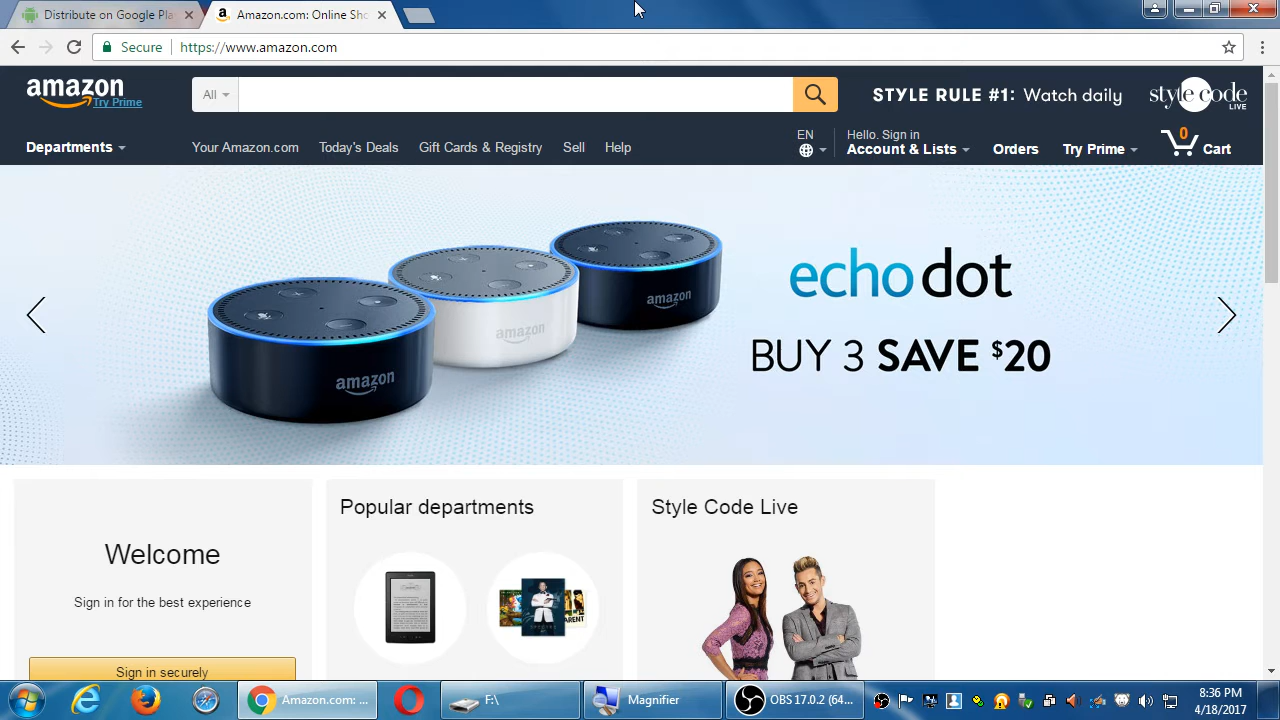 Distribute on Google Pla
Amazon.com: Online Sho
Secure
https://www.amazon.com
amazon
Try Prime
All
STYLE RULE #1: Watch daily
style code
LIVE
Departments
Your Amazon.com
Today's Deals
Gift Cards & Registry
Sell
Help
EN
Hello. Sign in
Account & Lists
Orders
Try Prime
0
Cart
amazon
amazon
amazon
echo dot
BUY 3 SAVE $20
Welcome
Sign in for the best experience
Sign in securely
Popular departments
Style Code Live
Amazon.com: ...
F:\
Magnifier
OBS 17.0.2 (64...
8:36 PM
4/18/2017